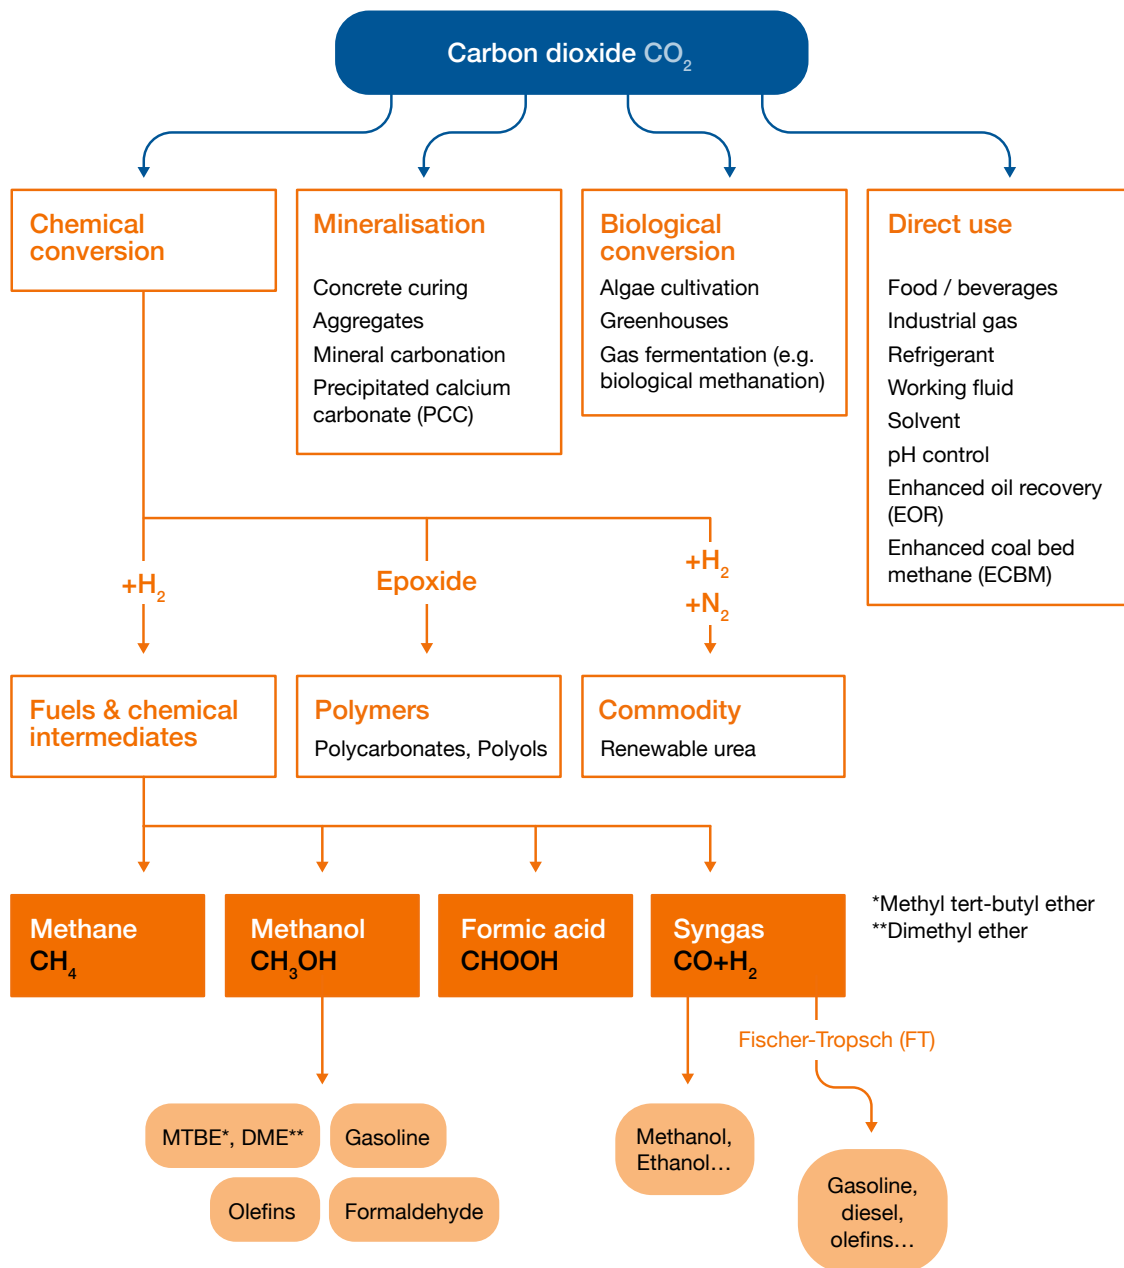 Carbon dioxide CO₂
Chemical
conversion
Mineralisation
Concrete curing
Aggregates
Mineral carbonation
Precipitated calcium
carbonate (PCC)
Biological
conversion
Algae cultivation
Greenhouses
Gas fermentation (e.g.
biological methanation)
Direct use
Food / beverages
Industrial gas
Refrigerant
Working fluid
Solvent
pH control
Enhanced oil recovery
(EOR)
Enhanced coal bed
methane (ECBM)
+H₂
Epoxide
+H₂
+N₂
Fuels & chemical
intermediates
Polymers
Polycarbonates, Polyols
Commodity
Renewable urea
Methane
CH₄
Methanol
CH₃OH
Formic acid
CHOOH
Syngas
CO+H₂
*Methyl tert-butyl ether
**Dimethyl ether
Fischer-Tropsch (FT)
MTBE*, DME**
Gasoline
Olefins
Formaldehyde
Methanol,
Ethanol...
Gasoline,
diesel,
olefins...